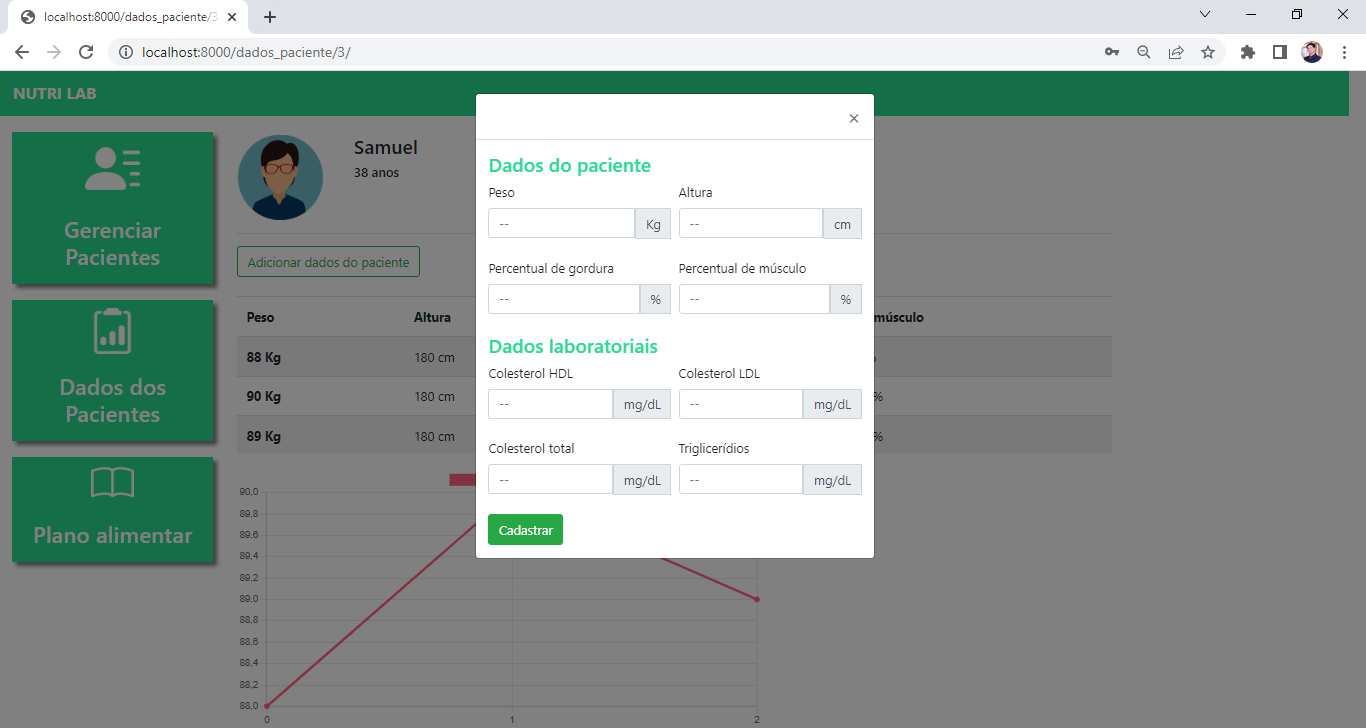 localhost:8000/dados_paciente/3
localhost:8000/dados_paciente/3/
NUTRI LAB
Gerenciar
Pacientes
Dados dos
Pacientes
Plano alimentar
Samuel
38 anos
Adicionar dados do paciente
Peso Altura músculo
88 Kg 180 cm
90 Kg 180 cm %
89 Kg 180 cm %
90,0
89,8
89,6
89,4
89,2
89,0
88,8
88,6
88,4
88,2
88,0
0 1 2
×
Dados do paciente
Peso Altura
-- Kg -- cm
Percentual de gordura Percentual de músculo
-- % -- %
Dados laboratoriais
Colesterol HDL Colesterol LDL
-- mg/dL -- mg/dL
Colesterol total Triglicerídios
-- mg/dL -- mg/dL
Cadastrar